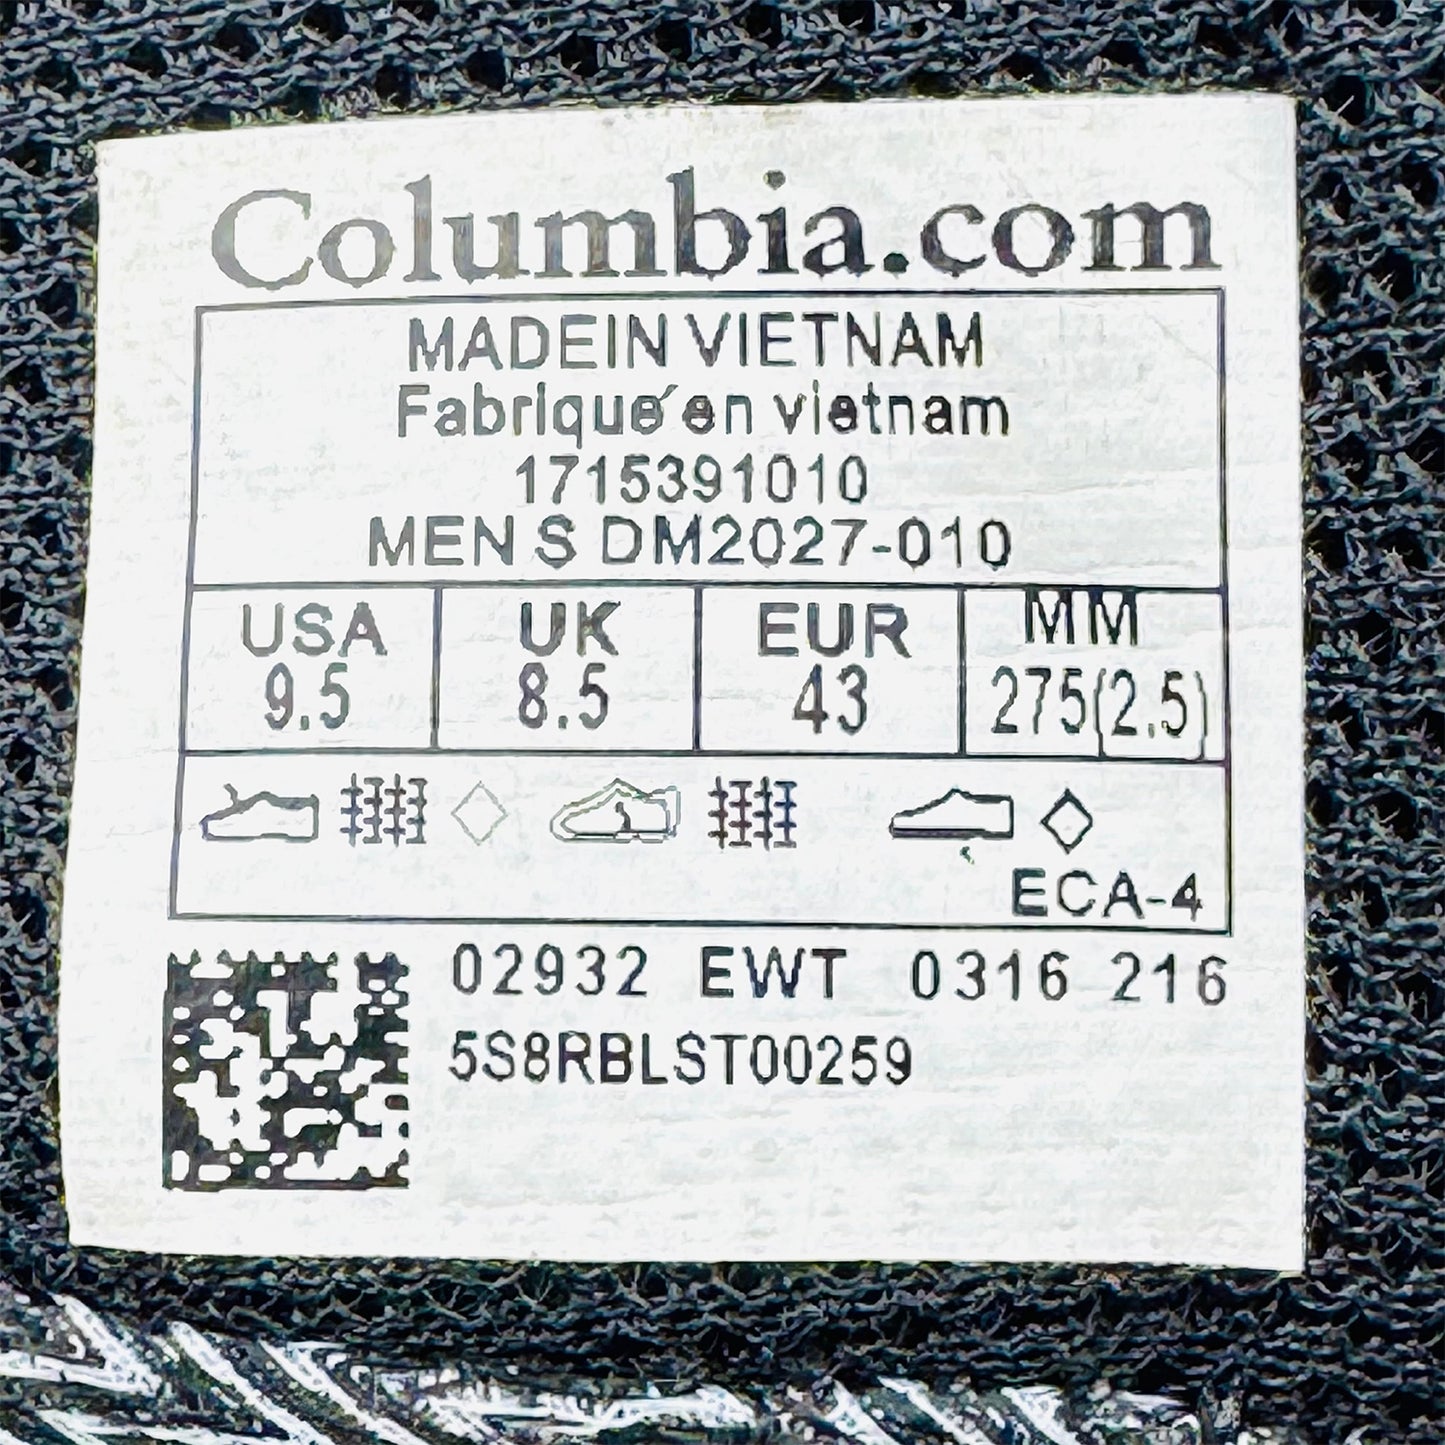 Columbia.com
MADEIN VIETNAM
Fabrique´en vietnam
1715391010
MEN S DM2027-010
USA UK EUR MM
9.5 8.5 43 275(2.5)
ECA-4
02932 EWT 0316 216
5S8RBLST00259